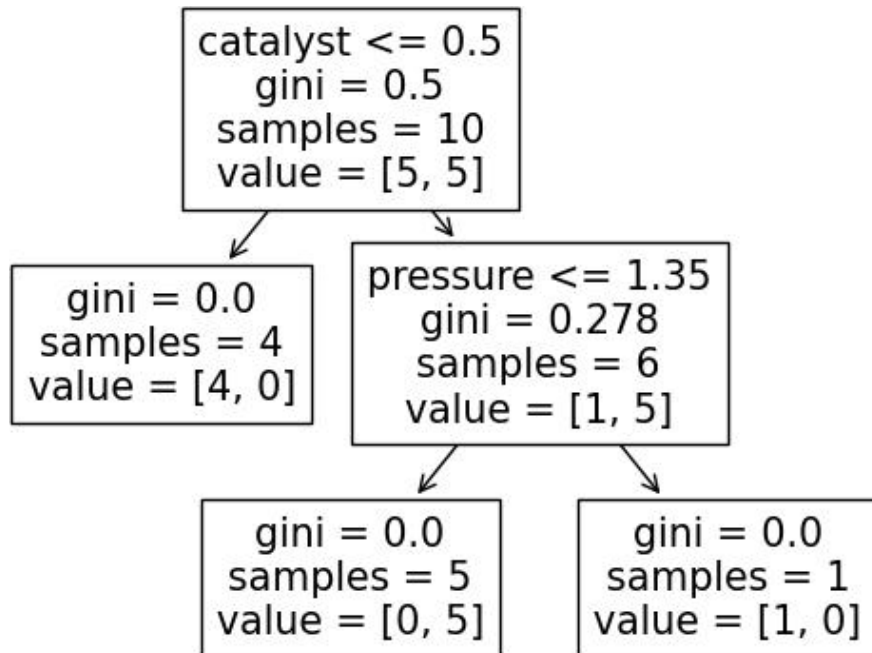 catalyst <= 0.5
gini = 0.5
samples = 10
value = [5, 5]
gini = 0.0
samples = 4
value = [4, 0]
pressure <= 1.35
gini = 0.278
samples = 6
value = [1, 5]
gini = 0.0
samples = 5
value = [0, 5]
gini = 0.0
samples = 1
value = [1, 0]